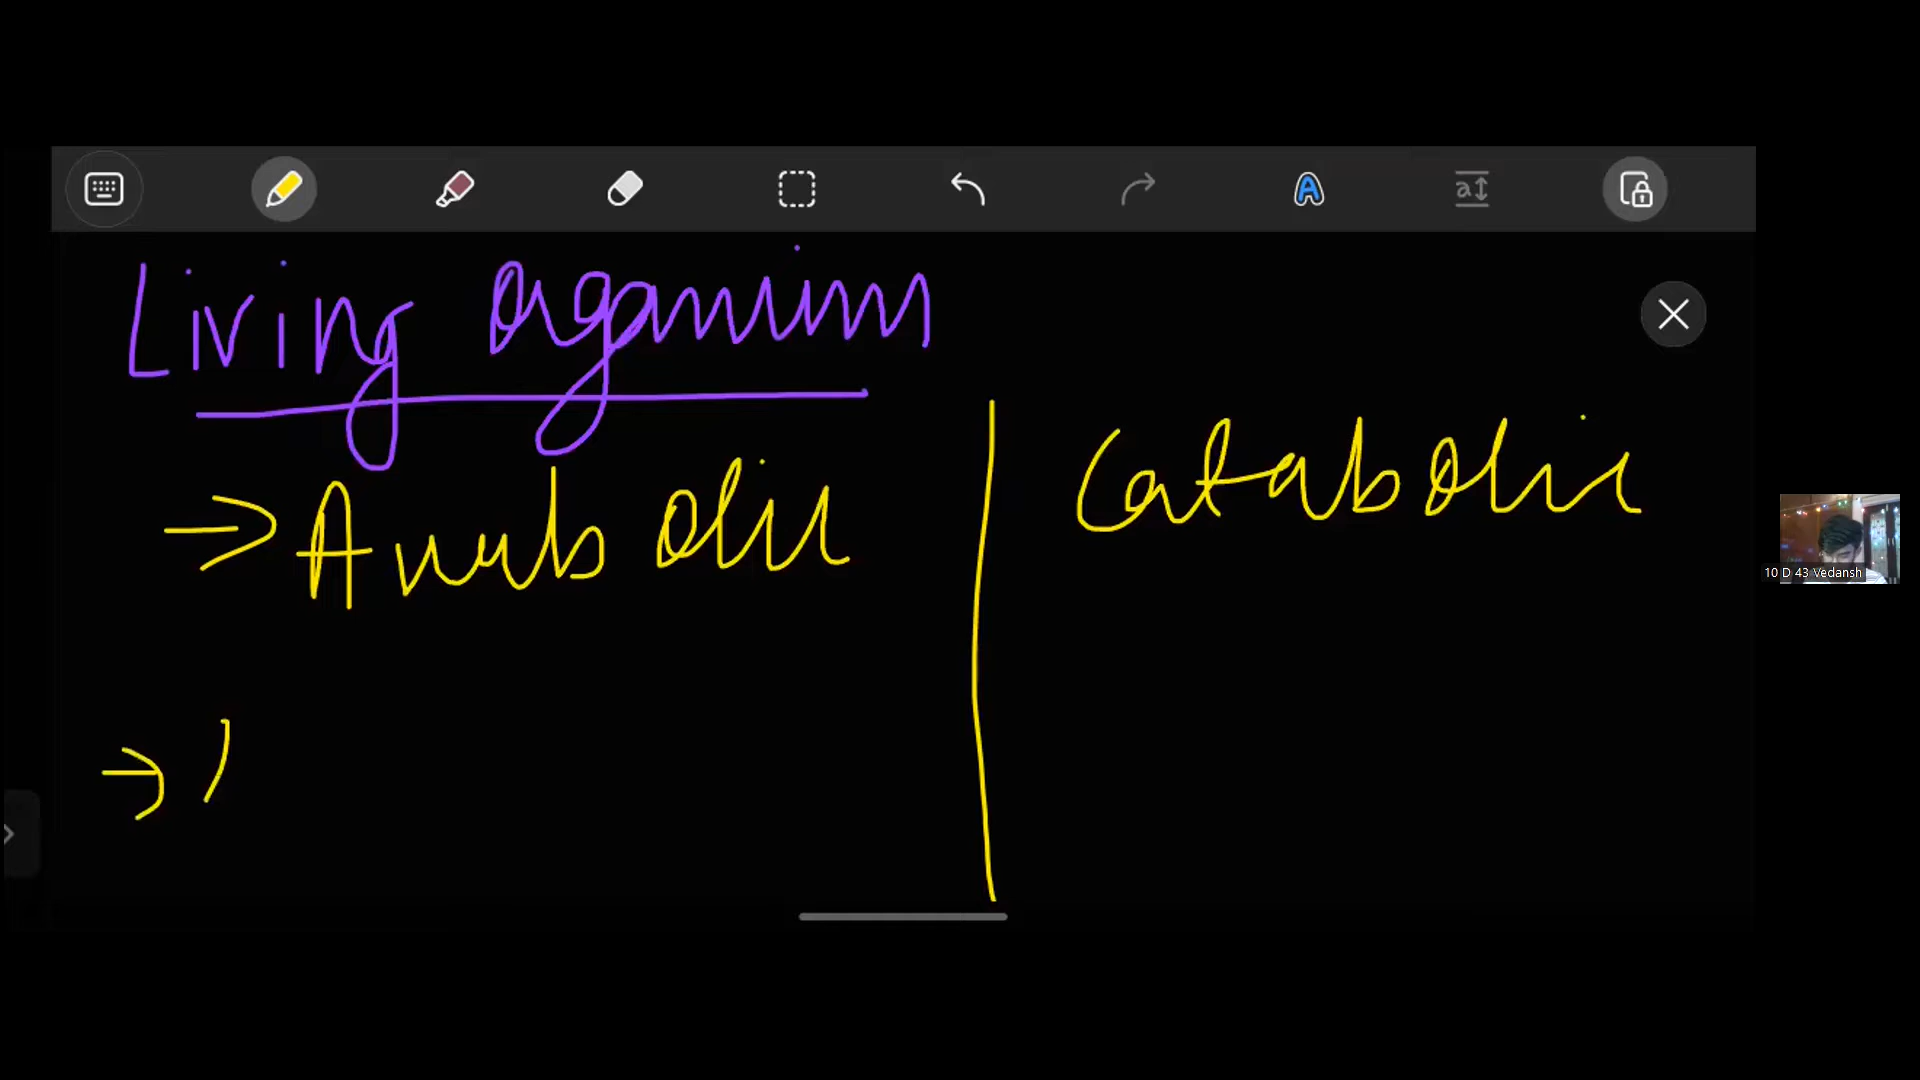 Living organism
→ Anabolic
Catabolic
→
10 D 43 Vedansh